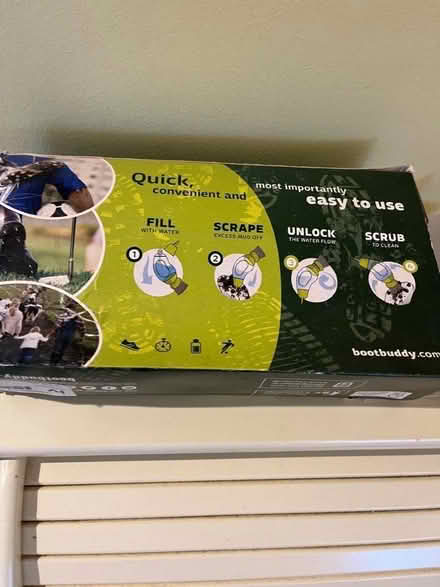 Quick,
convenient and
most importantly
easy to use
FILL
WITH WATER
SCRAPE
EXCESS MUD OFF
UNLOCK
THE WATER FLOW
SCRUB
TO CLEAN
1
2
3
4
bootbuddy.com
bootbuddy